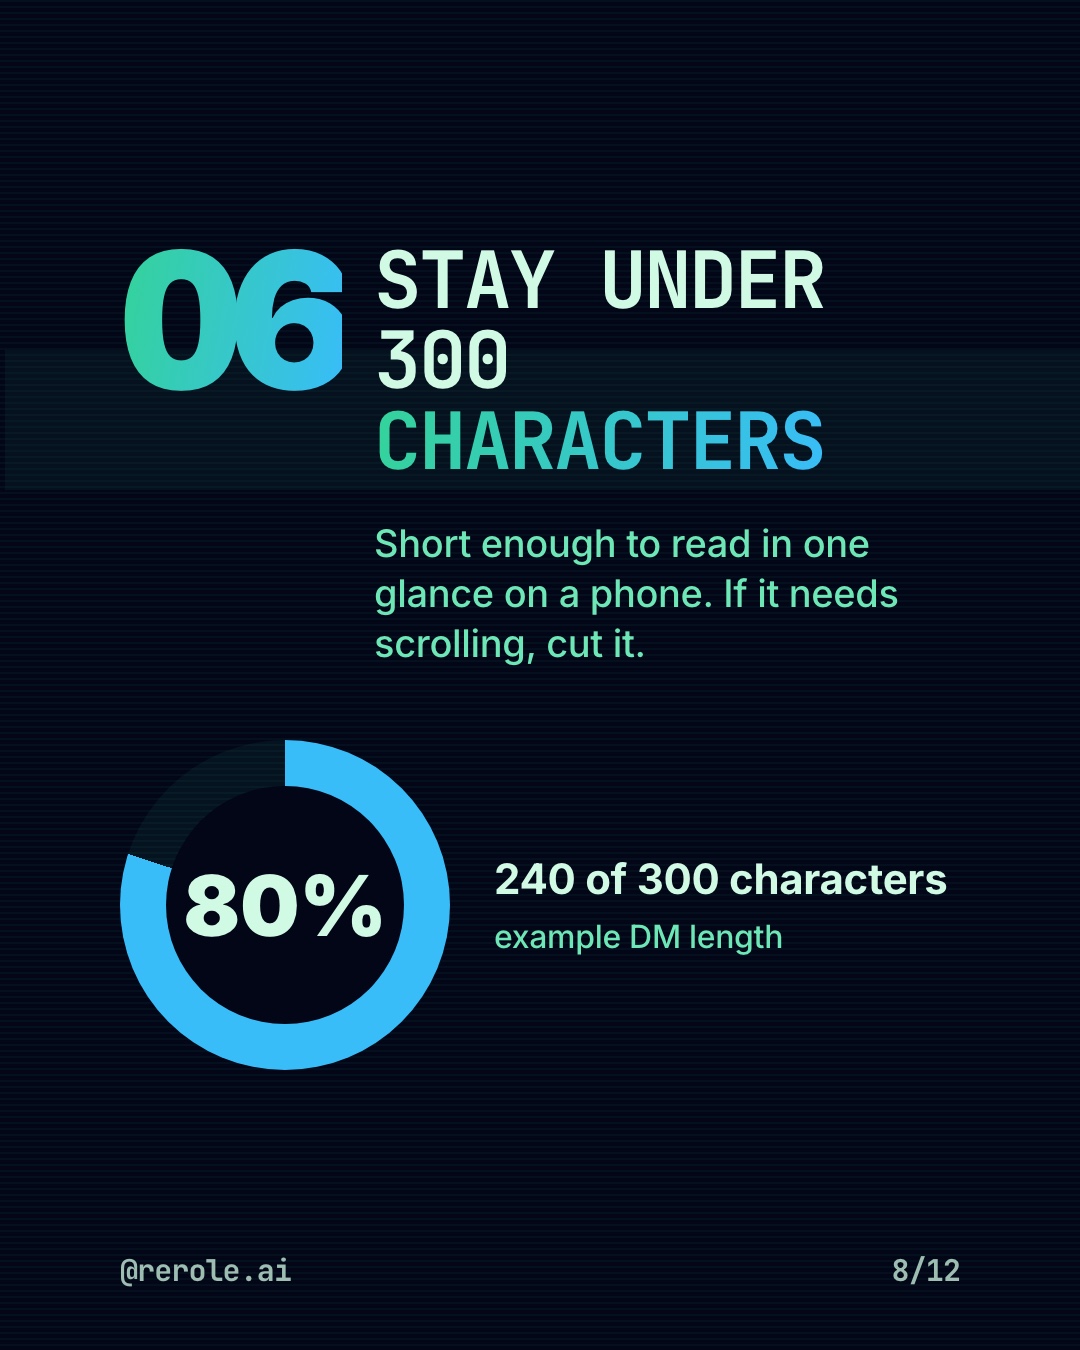 06
STAY UNDER
300
CHARACTERS
Short enough to read in one
glance on a phone. If it needs
scrolling, cut it.
80%
240 of 300 characters
example DM length
@rerole.ai
8/12